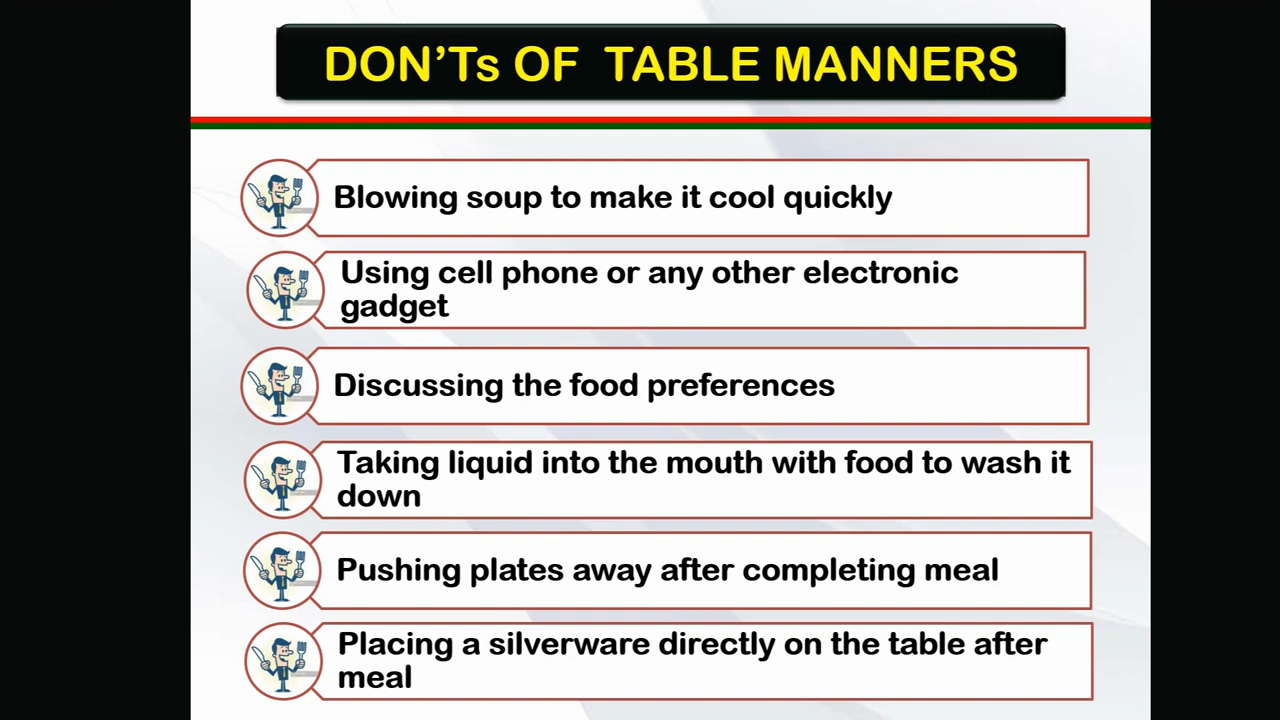 DON'Ts OF TABLE MANNERS
Blowing soup to make it cool quickly
Using cell phone or any other electronic
gadget
Discussing the food preferences
Taking liquid into the mouth with food to wash it
down
Pushing plates away after completing meal
Placing a silverware directly on the table after
meal